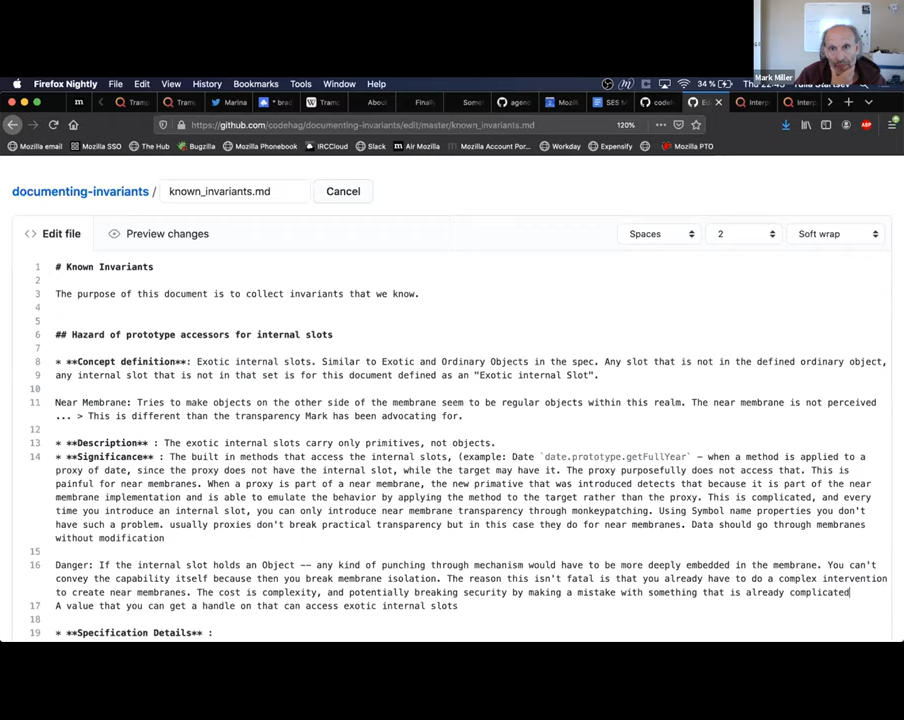 Mark Miller
Firefox Nightly File Edit View History Bookmarks Tools Window Help 34 %
m Tramp Tramp Marina * brad Tramc About Finall Somet agenc Mozill SES M codeh Ed Interp Interp
https://github.com/codehag/documenting-invariants/edit/master/known_invariants.md 120%
Mozilla email Mozilla SSO The Hub Bugzilla Mozilla Phonebook IRCCloud Slack Air Mozilla Mozilla Account Por... Workday Expensify Mozilla PTO
documenting-invariants / known_invariants.md Cancel
<> Edit file Preview changes Spaces 2 Soft wrap
1 # Known Invariants
2
3 The purpose of this document is to collect invariants that we know.
4
5
6 ## Hazard of prototype accessors for internal slots
7
8 * **Concept definition**: Exotic internal slots. Similar to Exotic and Ordinary Objects in the spec. Any slot that is not in the defined ordinary object,
9 any internal slot that is not in that set is for this document defined as an "Exotic internal Slot".
10
11 Near Membrane: Tries to make objects on the other side of the membrane seem to be regular objects within this realm. The near membrane is not perceived
... > This is different than the transparency Mark has been advocating for.
12
13 * **Description** : The exotic internal slots carry only primitives, not objects.
14 * **Significance** : The built in methods that access the internal slots, (example: Date `date.prototype.getFullYear` - when a method is applied to a
proxy of date, since the proxy does not have the internal slot, while the target may have it. The proxy purposefully does not access that. This is
painful for near membranes. When a proxy is part of a near membrane, the new primative that was introduced detects that because it is part of the near
membrane implementation and is able to emulate the behavior by applying the method to the target rather than the proxy. This is complicated, and every
time you introduce an internal slot, you can only introduce near membrane transparency through monkeypatching. Using Symbol name properties you don't
have such a problem. usually proxies don't break practical transparency but in this case they do for near membranes. Data should go through membranes
without modification
15
16 Danger: If the internal slot holds an Object -- any kind of punching through mechanism would have to be more deeply embedded in the membrane. You can't
convey the capability itself because then you break membrane isolation. The reason this isn't fatal is that you already have to do a complex intervention
to create near membranes. The cost is complexity, and potentially breaking security by making a mistake with something that is already complicated
17 A value that you can get a handle on that can access exotic internal slots
18
19 * **Specification Details** :